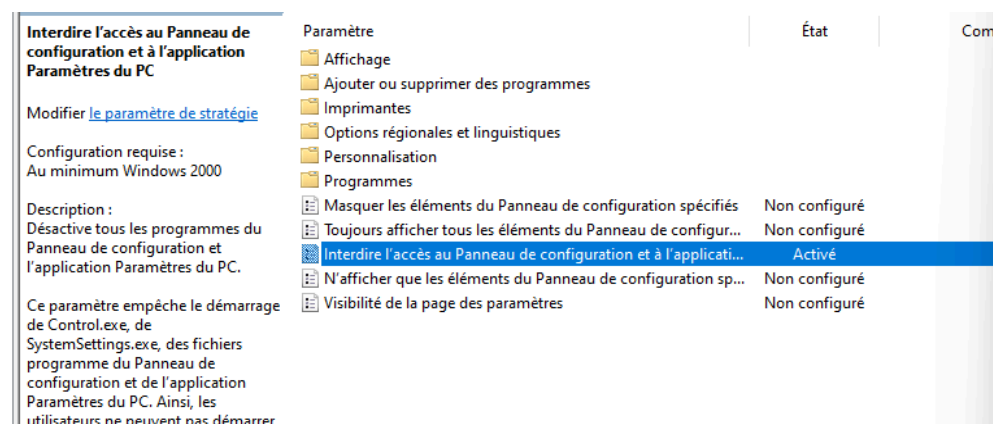 Interdire l'accès au Panneau de
configuration et à l'application
Paramètres du PC
Modifier le paramètre de stratégie
Configuration requise :
Au minimum Windows 2000
Description :
Désactive tous les programmes du
Panneau de configuration et
l'application Paramètres du PC.
Ce paramètre empêche le démarrage
de Control.exe, de
SystemSettings.exe, des fichiers
programme du Panneau de
configuration et de l'application
Paramètres du PC. Ainsi, les
utilisateurs ne peuvent pas démarrer
Paramètre État Com
Affichage
Ajouter ou supprimer des programmes
Imprimantes
Options régionales et linguistiques
Personnalisation
Programmes
Masquer les éléments du Panneau de configuration spécifiés Non configuré
Toujours afficher tous les éléments du Panneau de configur... Non configuré
Interdire l'accès au Panneau de configuration et à l'applicati... Activé
N'afficher que les éléments du Panneau de configuration sp... Non configuré
Visibilité de la page des paramètres Non configuré